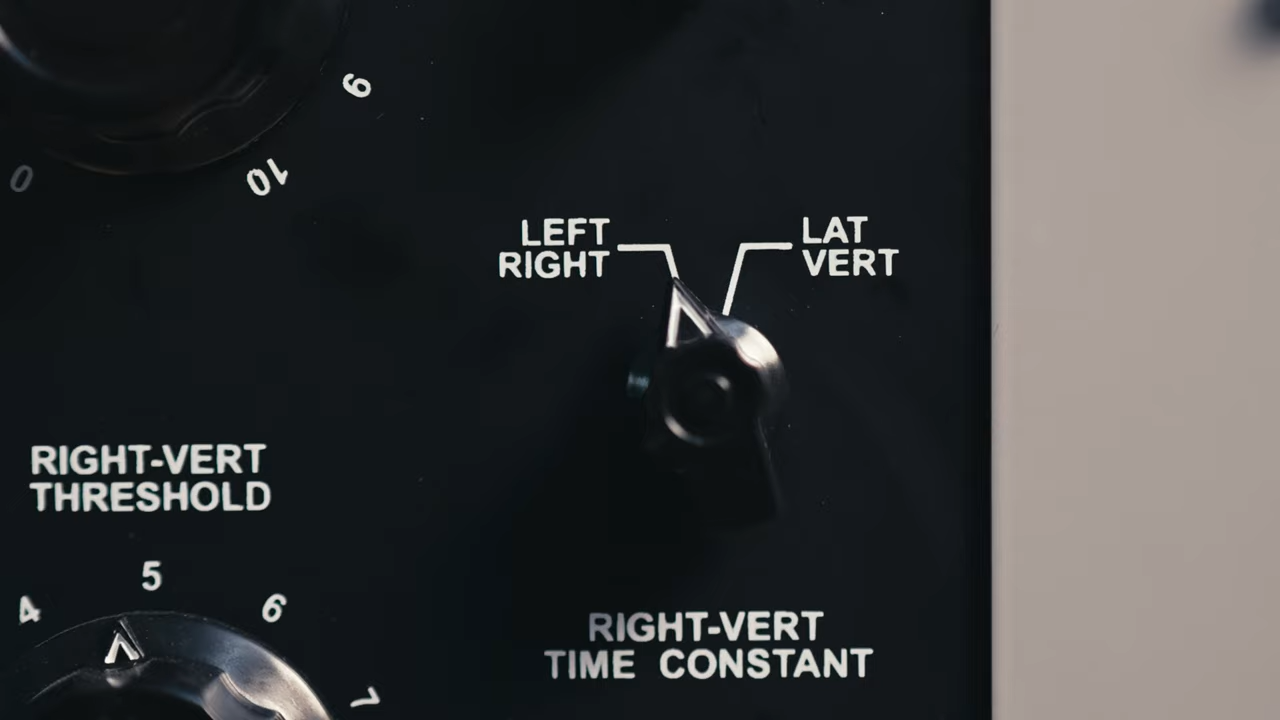 9
0
10
LEFT
RIGHT
LAT
VERT
RIGHT-VERT
THRESHOLD
4
5
6
7
RIGHT-VERT
TIME CONSTANT